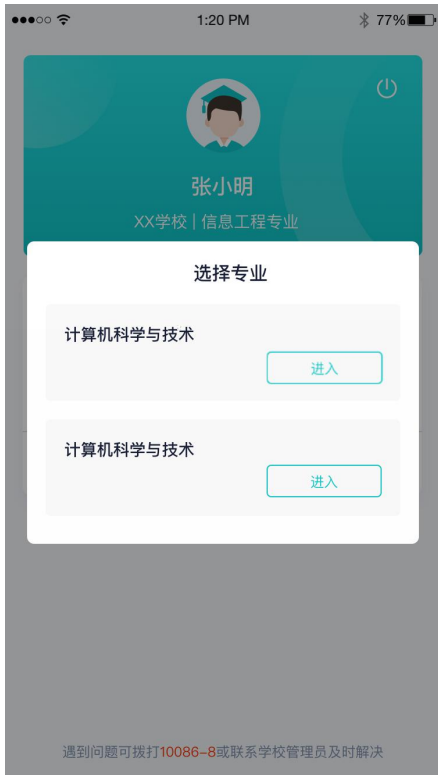 1:20 PM 77%
张小明
XX学校 | 信息工程专业
选择专业
计算机科学与技术
进入
计算机科学与技术
进入
遇到问题可拨打10086-8或联系学校管理员及时解决